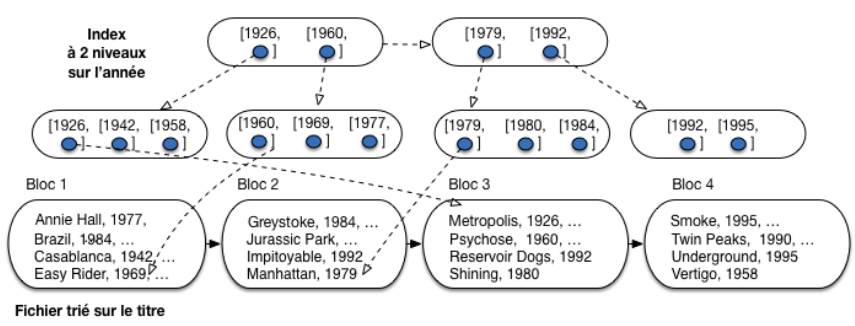 Index
à 2 niveaux
sur l'année
[1926, ] [1960, ] [1979, ] [1992, ]
[1926, ] [1942, ] [1958, ] [1960, ] [1969, ] [1977, ] [1979, ] [1980, ] [1984, ] [1992, ] [1995, ]
Bloc 1
Annie Hall, 1977,
Brazil, 1984, ...
Casablanca, 1942, ...
Easy Rider, 1969, ...
Bloc 2
Greystoke, 1984, ...
Jurassic Park, ...
Impitoyable, 1992
Manhattan, 1979
Bloc 3
Metropolis, 1926, ...
Psychose, 1960, ...
Reservoir Dogs, 1992
Shining, 1980
Bloc 4
Smoke, 1995, ...
Twin Peaks, 1990, ...
Underground, 1995
Vertigo, 1958
Fichier trié sur le titre